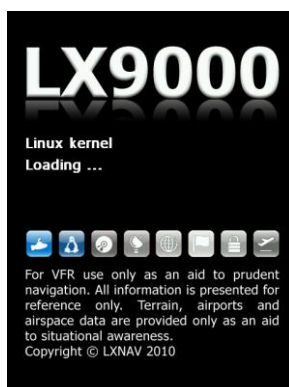 LX9000
Linux kernel
Loading ...
For VFR use only as an aid to prudent
navigation. All information is presented for
reference only. Terrain, airports and
airspace data are provided only as an aid
to situational awareness.
Copyright © LXNAV 2010